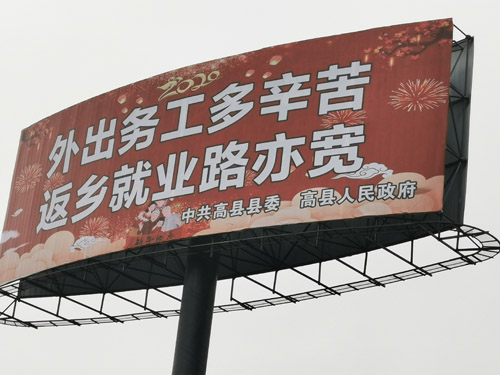 2020
外出务工多辛苦
返乡就业路亦宽
中共高县县委 高县人民政府